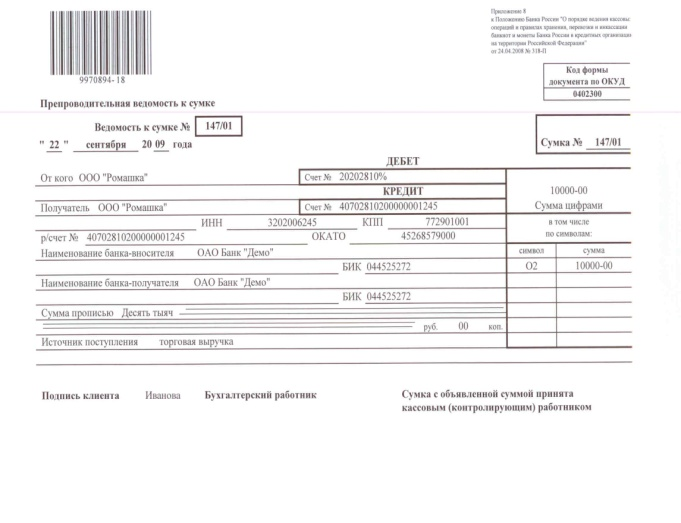 Приложение 8
к Положению Банка России "О порядке ведения кассовых
операций и правилах хранения, перевозки и инкассации
банкнот и монеты Банка России в кредитных организациях
на территории Российской Федерации"
от 24.04.2008 № 318-П
9970894-18
Код формы
документа по ОКУД
0402300
Препроводительная ведомость к сумке
Ведомость к сумке № 147/01
" 22 " сентября 20 09 года
Сумка № 147/01
ДЕБЕТ
От кого ООО "Ромашка" Счет № 20202810%
КРЕДИТ
10000-00
Получатель ООО "Ромашка" Счет № 40702810200000001245
Сумма цифрами
ИНН 3202006245 КПП 772901001
в том числе
р/счет № 40702810200000001245 ОКАТО 45268579000
по символам:
Наименование банка-вносителя ОАО Банк "Демо"
символ сумма
БИК 044525272
О2 10000-00
Наименование банка-получателя ОАО Банк "Демо"
БИК 044525272
Сумма прописью Десять тыяч
руб. 00 коп.
Источник поступления торговая выручка
Подпись клиента Иванова Бухгалтерский работник
Сумка с объявленной суммой принята
кассовым (контролирующим) работником